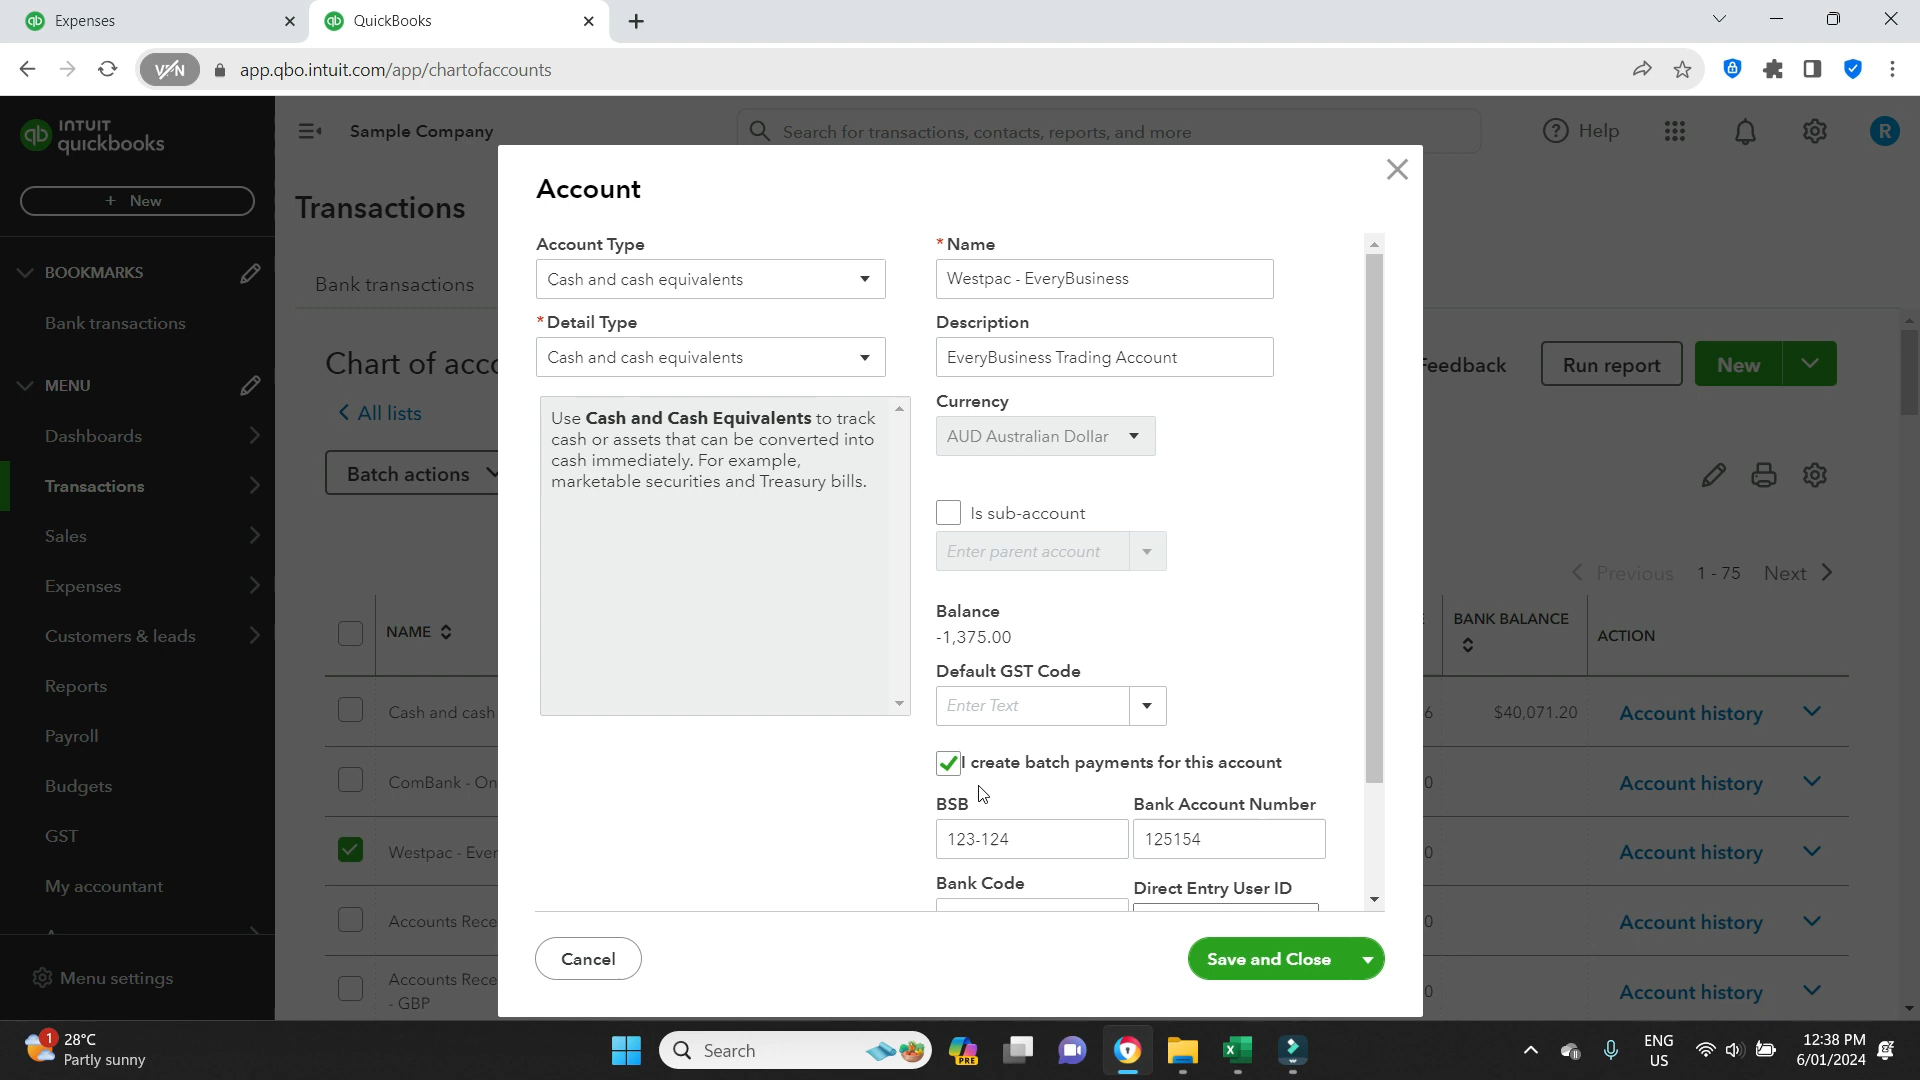 Expenses
QuickBooks
VPN
app.qbo.intuit.com/app/chartofaccounts
INTUIT
quickbooks
Sample Company
Search for transactions, contacts, reports, and more
Help
R
+ New
BOOKMARKS
Bank transactions
MENU
Dashboards
Transactions
Sales
Expenses
Customers & leads
Reports
Payroll
Budgets
GST
My accountant
Menu settings
Transactions
Bank transactions
Chart of acc
All lists
Batch actions
Feedback
Run report
New
Previous 1 - 75 Next
NAME
BANK BALANCE
ACTION
Cash and cash
6 $40,071.20 Account history
ComBank - On
0 Account history
Westpac - Ever
0 Account history
Accounts Rece
0 Account history
Accounts Rece
- GBP
0 Account history
Account
Account Type
Cash and cash equivalents
* Detail Type
Cash and cash equivalents
Use Cash and Cash Equivalents to track
cash or assets that can be converted into
cash immediately. For example,
marketable securities and Treasury bills.
* Name
Westpac - EveryBusiness
Description
EveryBusiness Trading Account
Currency
AUD Australian Dollar
Is sub-account
Enter parent account
Balance
-1,375.00
Default GST Code
Enter Text
I create batch payments for this account
BSB
Bank Account Number
123-124
125154
Bank Code
Direct Entry User ID
Cancel
Save and Close
1
28°C
Partly sunny
Search
PRE
ENG
US
12:38 PM
6/01/2024